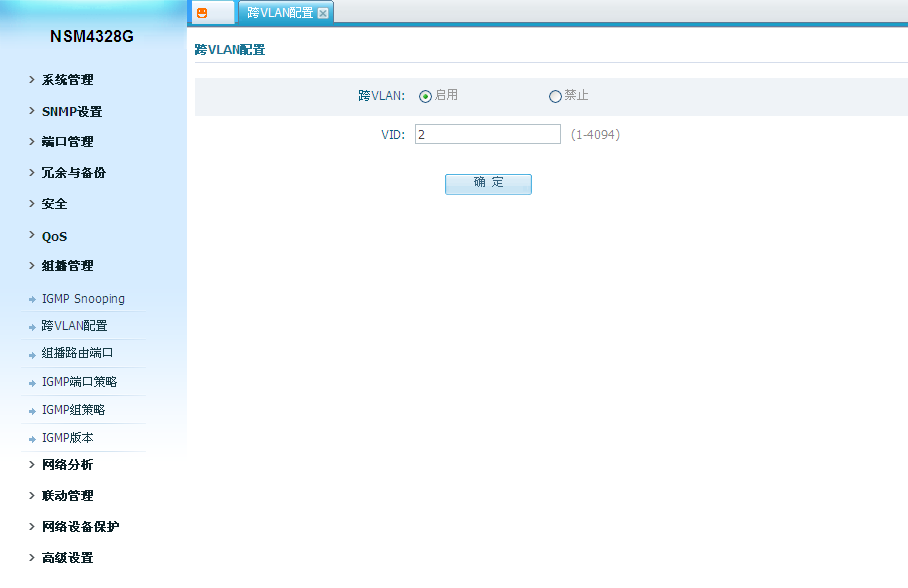 NSM4328G
系统管理
SNMP设置
端口管理
冗余与备份
安全
QoS
组播管理
IGMP Snooping
跨VLAN配置
组播路由端口
IGMP端口策略
IGMP组策略
IGMP版本
网络分析
联动管理
网络设备保护
高级设置
跨VLAN配置
跨VLAN配置
跨VLAN: 启用 禁止
VID: 2 (1-4094)
确 定